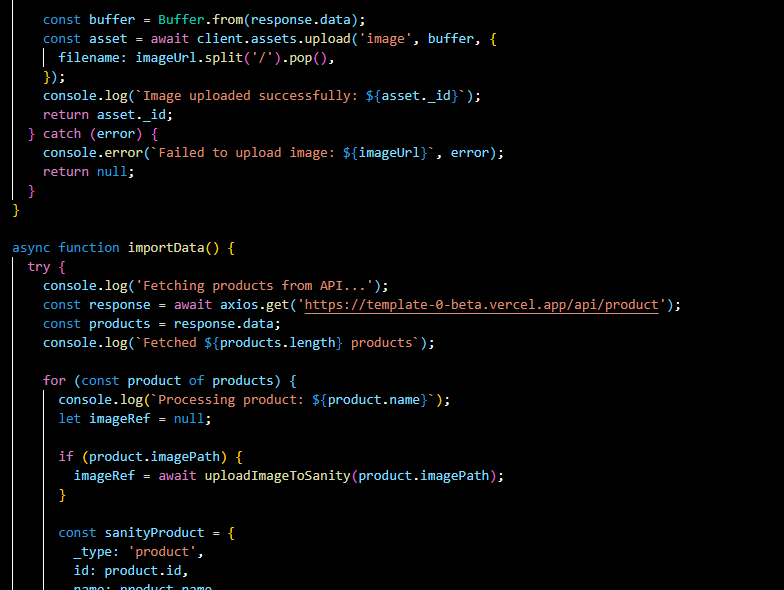 const buffer = Buffer.from(response.data);
const asset = await client.assets.upload('image', buffer, {
filename: imageUrl.split('/').pop(),
});
console.log(`Image uploaded successfully: ${asset._id}`);
return asset._id;
} catch (error) {
console.error(`Failed to upload image: ${imageUrl}`, error);
return null;
}
}
async function importData() {
try {
console.log('Fetching products from API...');
const response = await axios.get('https://template-0-beta.vercel.app/api/product');
const products = response.data;
console.log(`Fetched ${products.length} products`);
for (const product of products) {
console.log(`Processing product: ${product.name}`);
let imageRef = null;
if (product.imagePath) {
imageRef = await uploadImageToSanity(product.imagePath);
}
const sanityProduct = {
_type: 'product',
id: product.id,
name: product.name